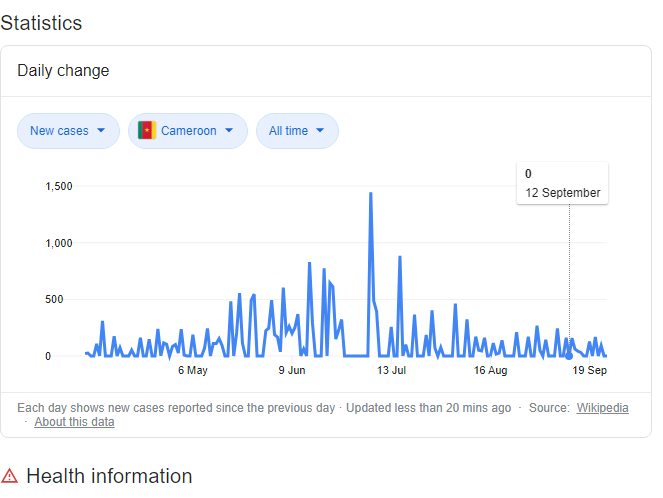 Statistics
Daily change
New cases
Cameroon
All time
0
12 September
1,500
1,000
500
0
6 May
9 Jun
13 Jul
16 Aug
19 Sep
Each day shows new cases reported since the previous day · Updated less than 20 mins ago · Source: Wikipedia
· About this data
Health information